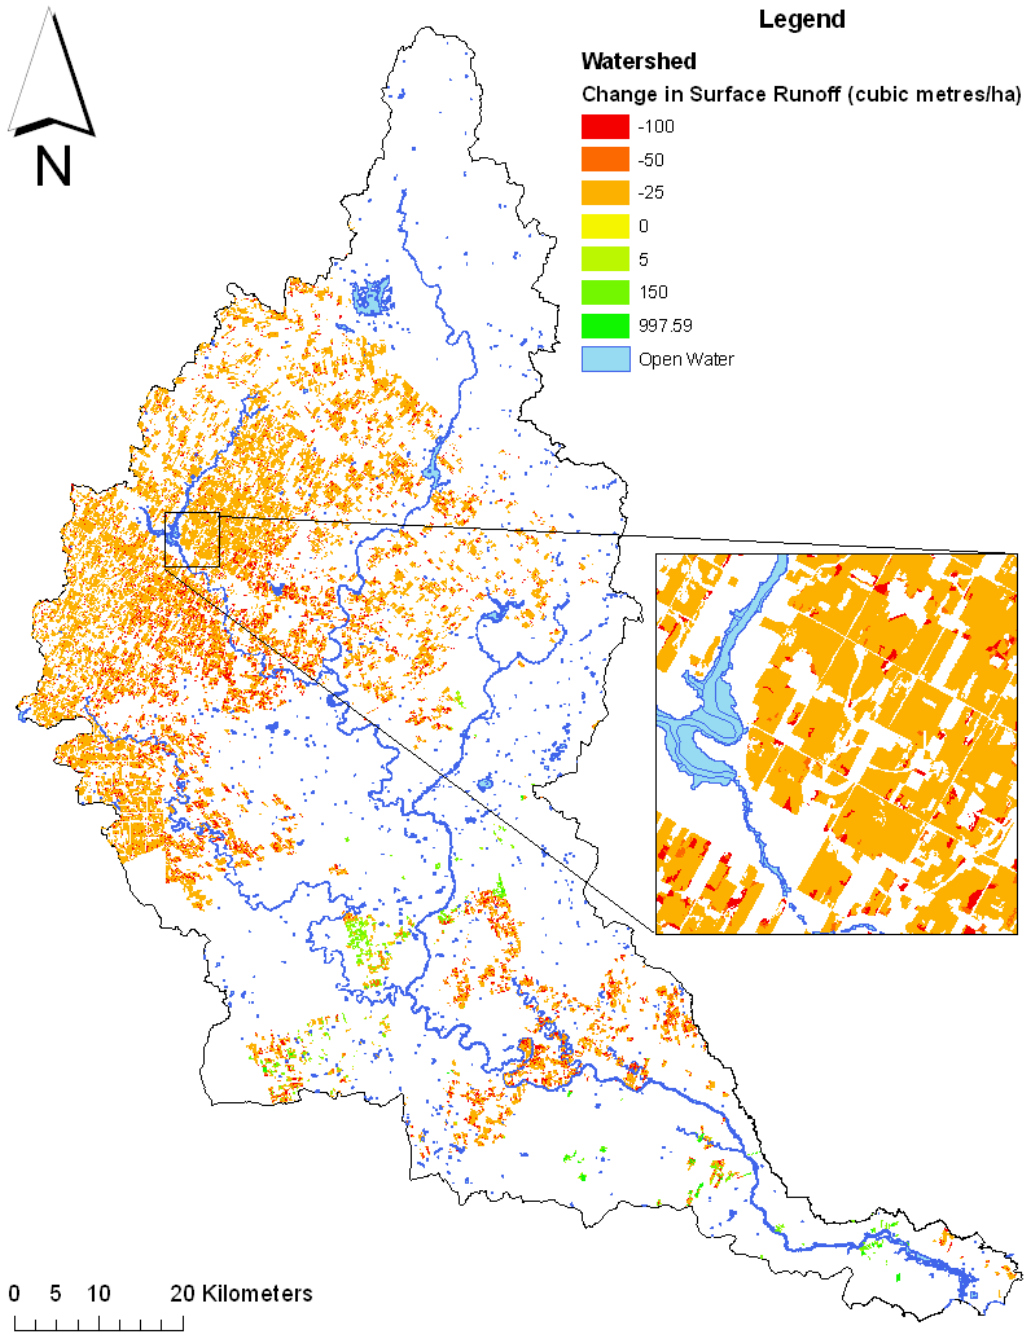 Legend
N
Watershed
Change in Surface Runoff (cubic metres/ha)
-100
-50
-25
0
5
150
997.59
Open Water
0 5 10 20 Kilometers